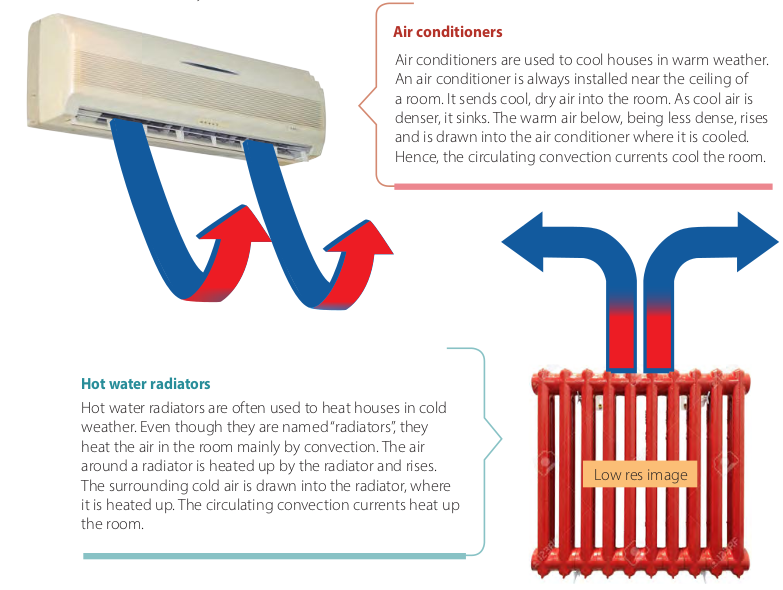 Air conditioners
Air conditioners are used to cool houses in warm weather.
An air conditioner is always installed near the ceiling of
a room. It sends cool, dry air into the room. As cool air is
denser, it sinks. The warm air below, being less dense, rises
and is drawn into the air conditioner where it is cooled.
Hence, the circulating convection currents cool the room.
Hot water radiators
Hot water radiators are often used to heat houses in cold
weather. Even though they are named “radiators”, they
heat the air in the room mainly by convection. The air
around a radiator is heated up by the radiator and rises.
The surrounding cold air is drawn into the radiator, where
it is heated up. The circulating convection currents heat up
the room.
Low res image